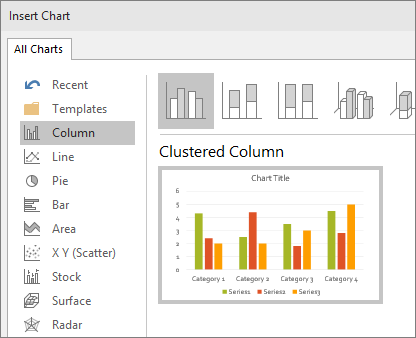 Insert Chart
All Charts
Recent
Templates
Column
Line
Pie
Bar
Area
X Y (Scatter)
Stock
Surface
Radar
Clustered Column
Chart Title
6
5
4
3
2
1
0
Category 1 Category 2 Category 3 Category 4
Series1 Series2 Series3